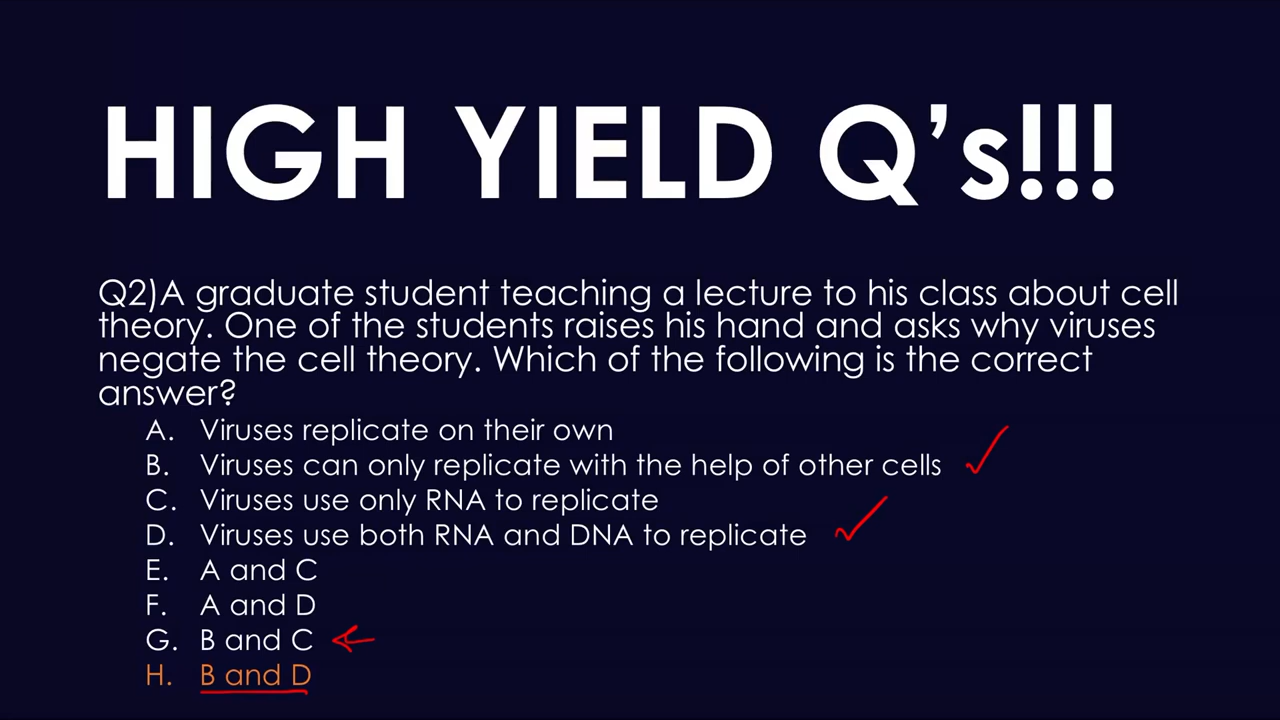 HIGH YIELD Q's!!!
Q2)A graduate student teaching a lecture to his class about cell
theory. One of the students raises his hand and asks why viruses
negate the cell theory. Which of the following is the correct
answer?
A. Viruses replicate on their own
B. Viruses can only replicate with the help of other cells
C. Viruses use only RNA to replicate
D. Viruses use both RNA and DNA to replicate
E. A and C
F. A and D
G. B and C
H. B and D